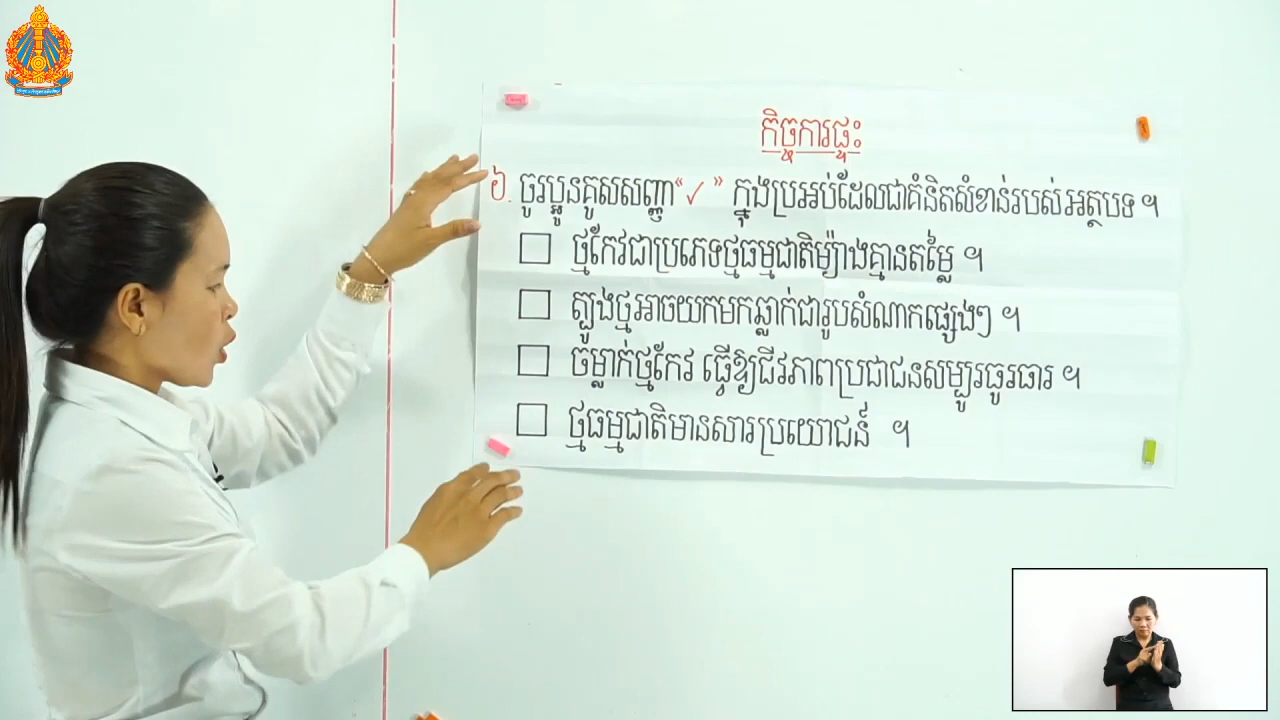 កិច្ចការផ្ទះ
១. ចូរប្អូនគូសសញ្ញា“✓” ក្នុងប្រអប់ដែលជាគំនិតសំខាន់របស់អត្ថបទ ។
☐ ថ្មកែវជាប្រភេទថ្មធម្មជាតិម្យ៉ាងគ្មានតម្លៃ ។
☐ ត្បូងថ្មអាចយកមកឆ្លាក់ជារូបសំណាកផ្សេងៗ ។
☐ ចម្លាក់ថ្មកែវ ធ្វើឱ្យជីវភាពប្រជាជនសម្បូរធូរធារ ។
☐ ថ្មធម្មជាតិមានសារប្រយោជន៍ ។